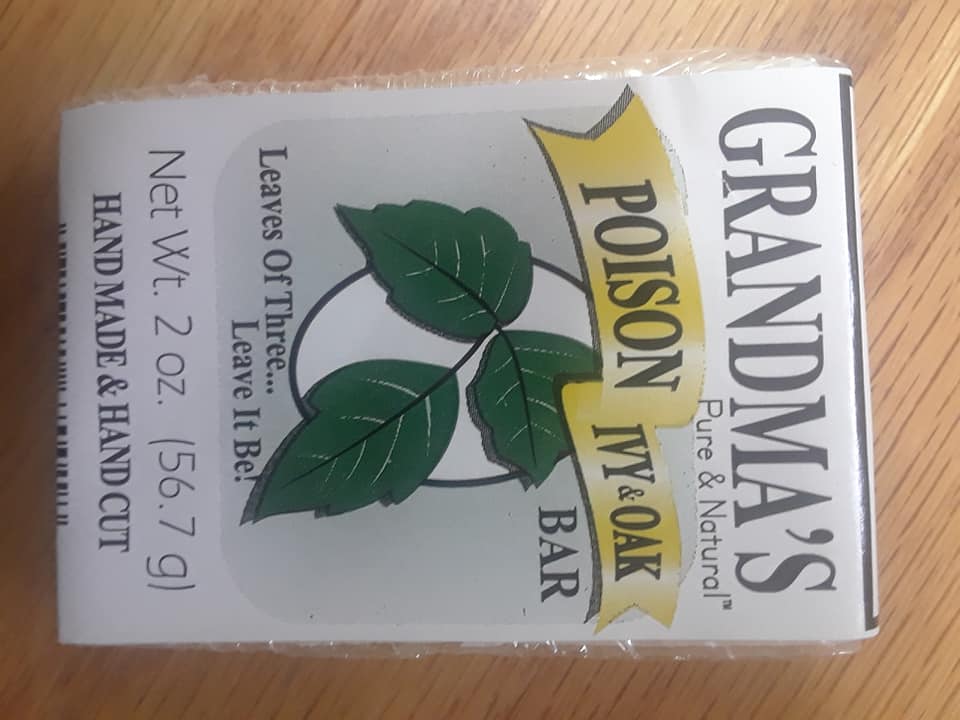 GRANDMA'S
Pure & Natural™
POISON IVY & OAK
BAR
Leaves Of Three...
Leave It Be!
Net Wt. 2 oz. (56.7 g)
HAND MADE & HAND CUT